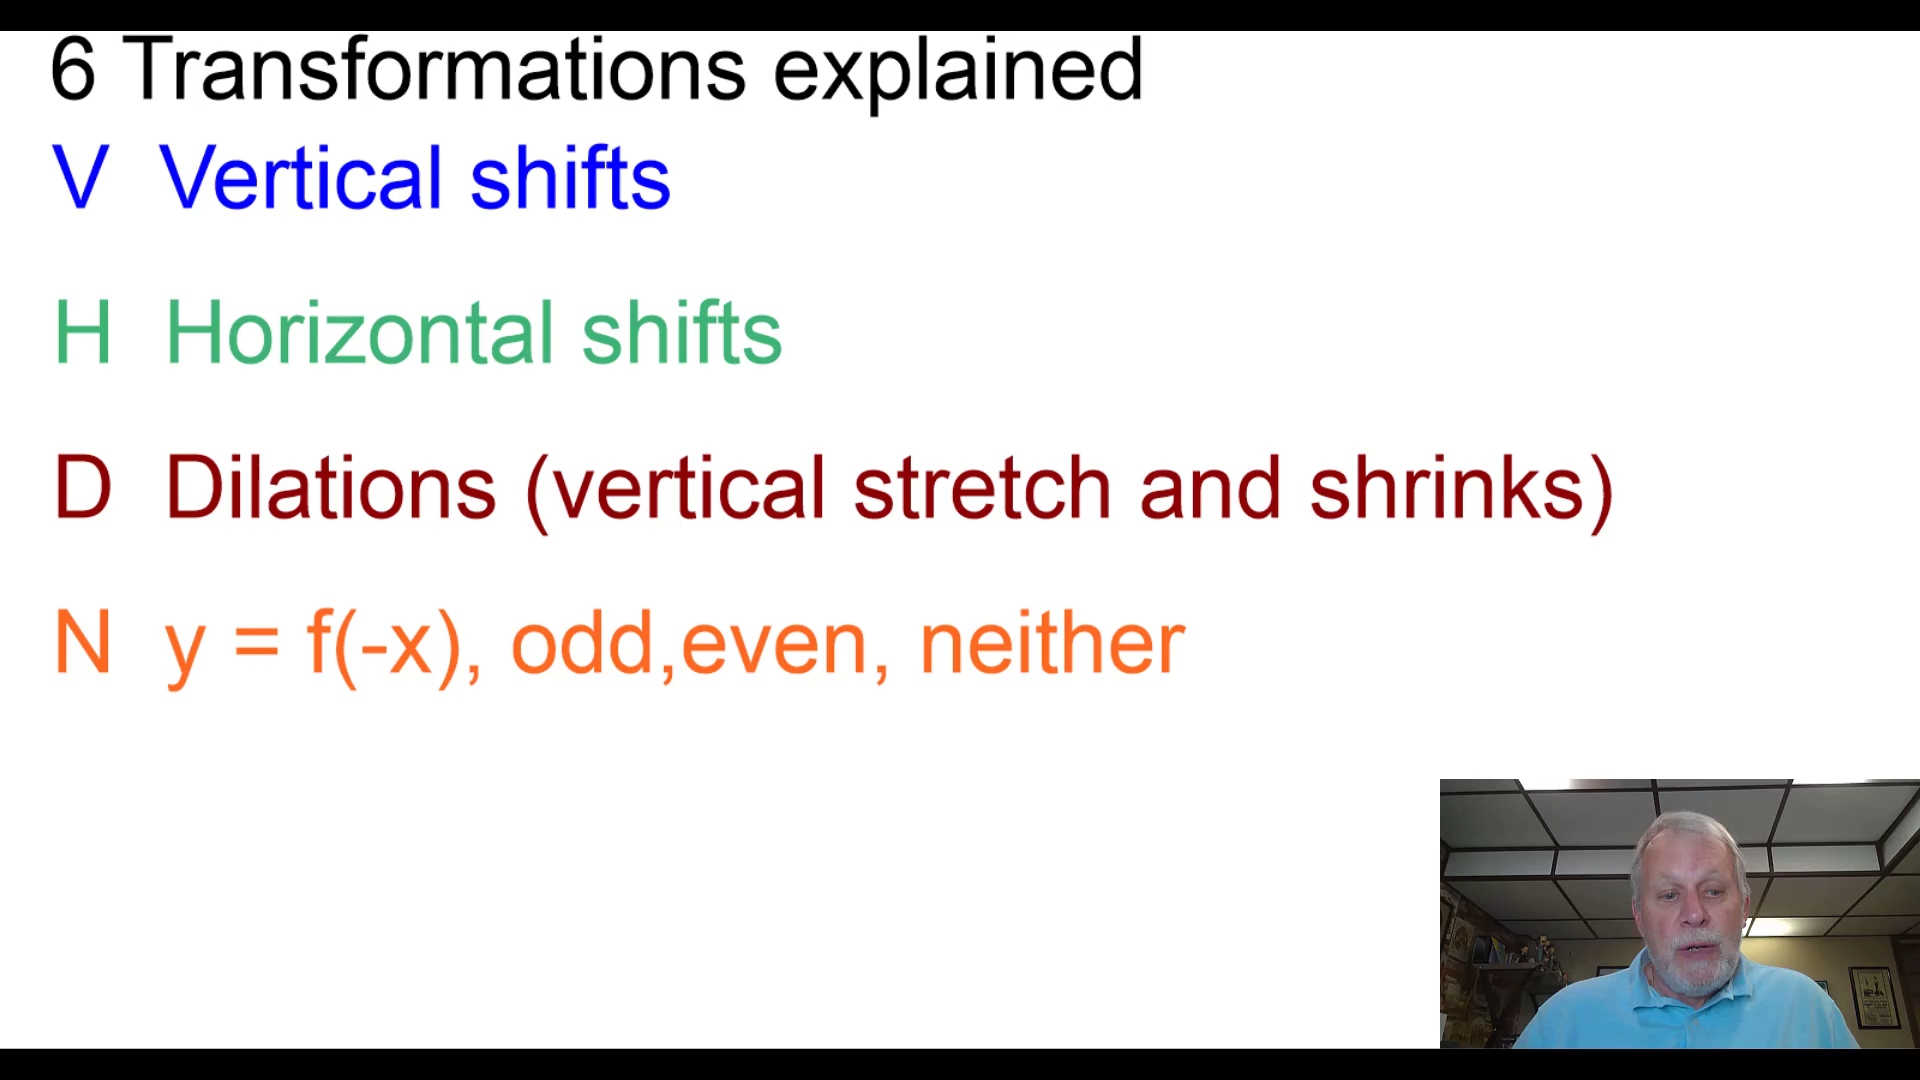 6 Transformations explained
V Vertical shifts
H Horizontal shifts
D Dilations (vertical stretch and shrinks)
N y = f(-x), odd,even, neither